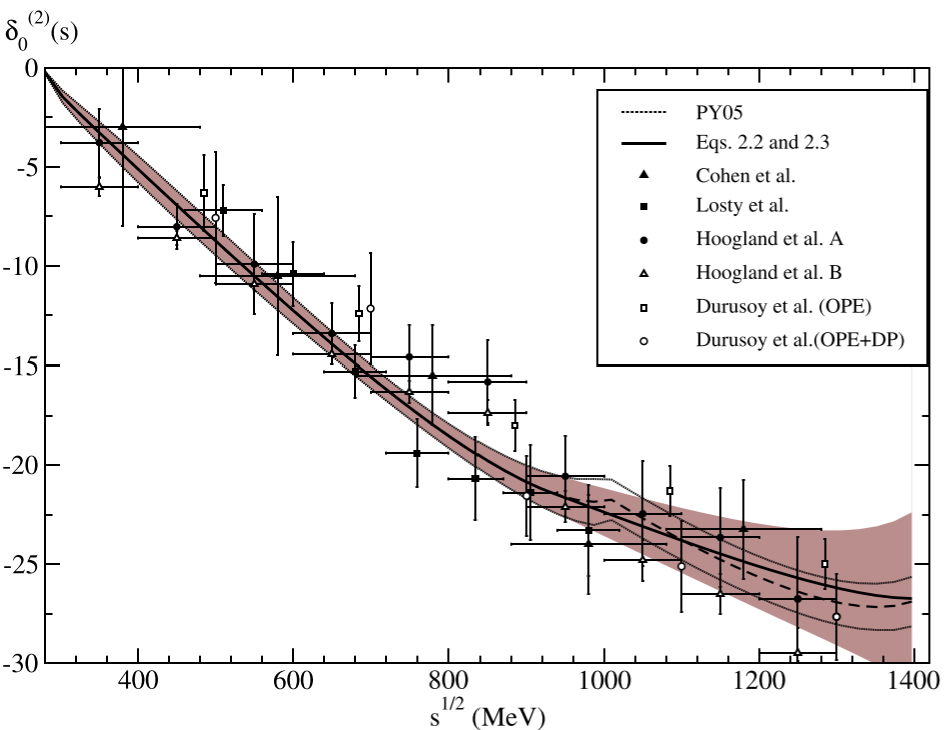 δ₀⁽²⁾(s)
0
-5
-10
-15
-20
-25
-30
PY05
Eqs. 2.2 and 2.3
Cohen et al.
Losty et al.
Hoogland et al. A
Hoogland et al. B
Durusoy et al. (OPE)
Durusoy et al.(OPE+DP)
400 600 800 1000 1200 1400
s^{1/2} (MeV)